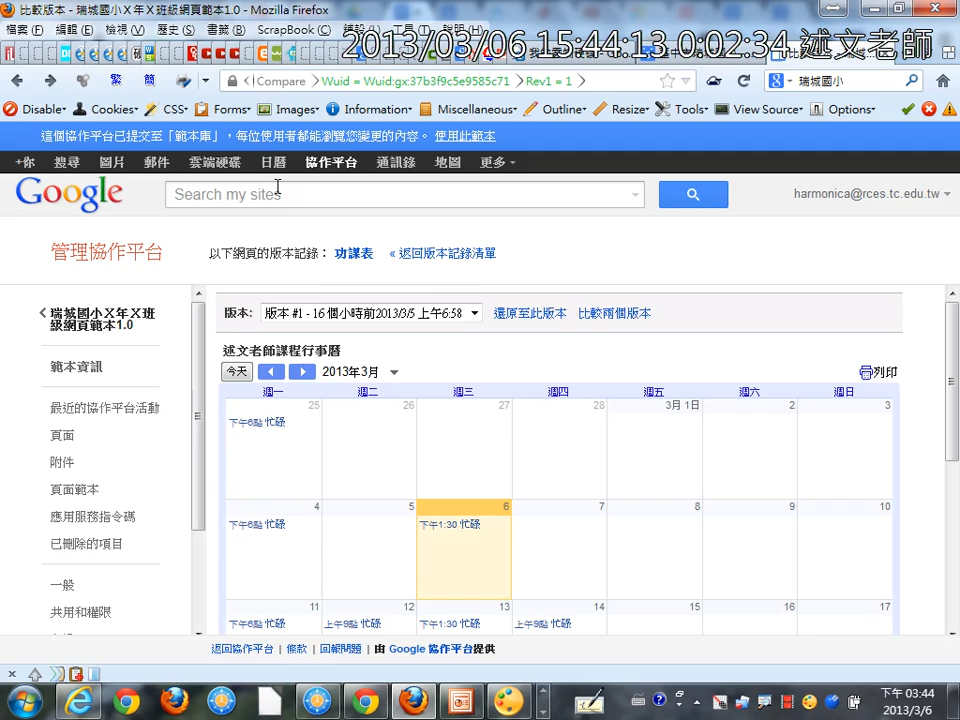 比較版本 - 瑞城國小X年X班級網頁範本1.0 - Mozilla Firefox
檔案(F) 編輯(E) 檢視(V) 歷史(S) 書籤(B) ScrapBook(C)
2013/03/06 15:44:13 0:02:34 述文老師
繁 簡 Compare Wuid = Wuid:gx:37b3f9c5e9585c71 Rev1 = 1 瑞城國小
Disable Cookies CSS Forms Images Information Miscellaneous Outline Resize Tools View Source Options
這個協作平台已提交至「範本庫」，每位使用者都能瀏覽您變更的內容。 使用此範本
+你 搜尋 圖片 郵件 雲端硬碟 日曆 協作平台 通訊錄 地圖 更多
Google Search my sites harmonica@rces.tc.edu.tw
管理協作平台 以下網頁的版本記錄： 功課表 «返回版本記錄清單
瑞城國小X年X班
級網頁範本1.0
範本資訊
最近的協作平台活動
頁面
附件
頁面範本
應用服務指令碼
已刪除的項目
一般
共用和權限
版本: 版本 #1 - 16 個小時前2013/3/5 上午6:58 還原至此版本 比較兩個版本
述文老師課程行事曆
今天 2013年3月 列印
週一 週二 週三 週四 週五 週六 週日
25 26 27 28 3月 1日 2 3
下午6點 忙碌
4 5 6 7 8 9 10
下午6點 忙碌 下午1:30 忙碌
11 12 13 14 15 16 17
下午6點 忙碌 上午9點 忙碌 下午1:30 忙碌 上午9點 忙碌
返回協作平台 | 條款 | 回報問題 | 由 Google 協作平台提供
下午 03:44
2013/3/6